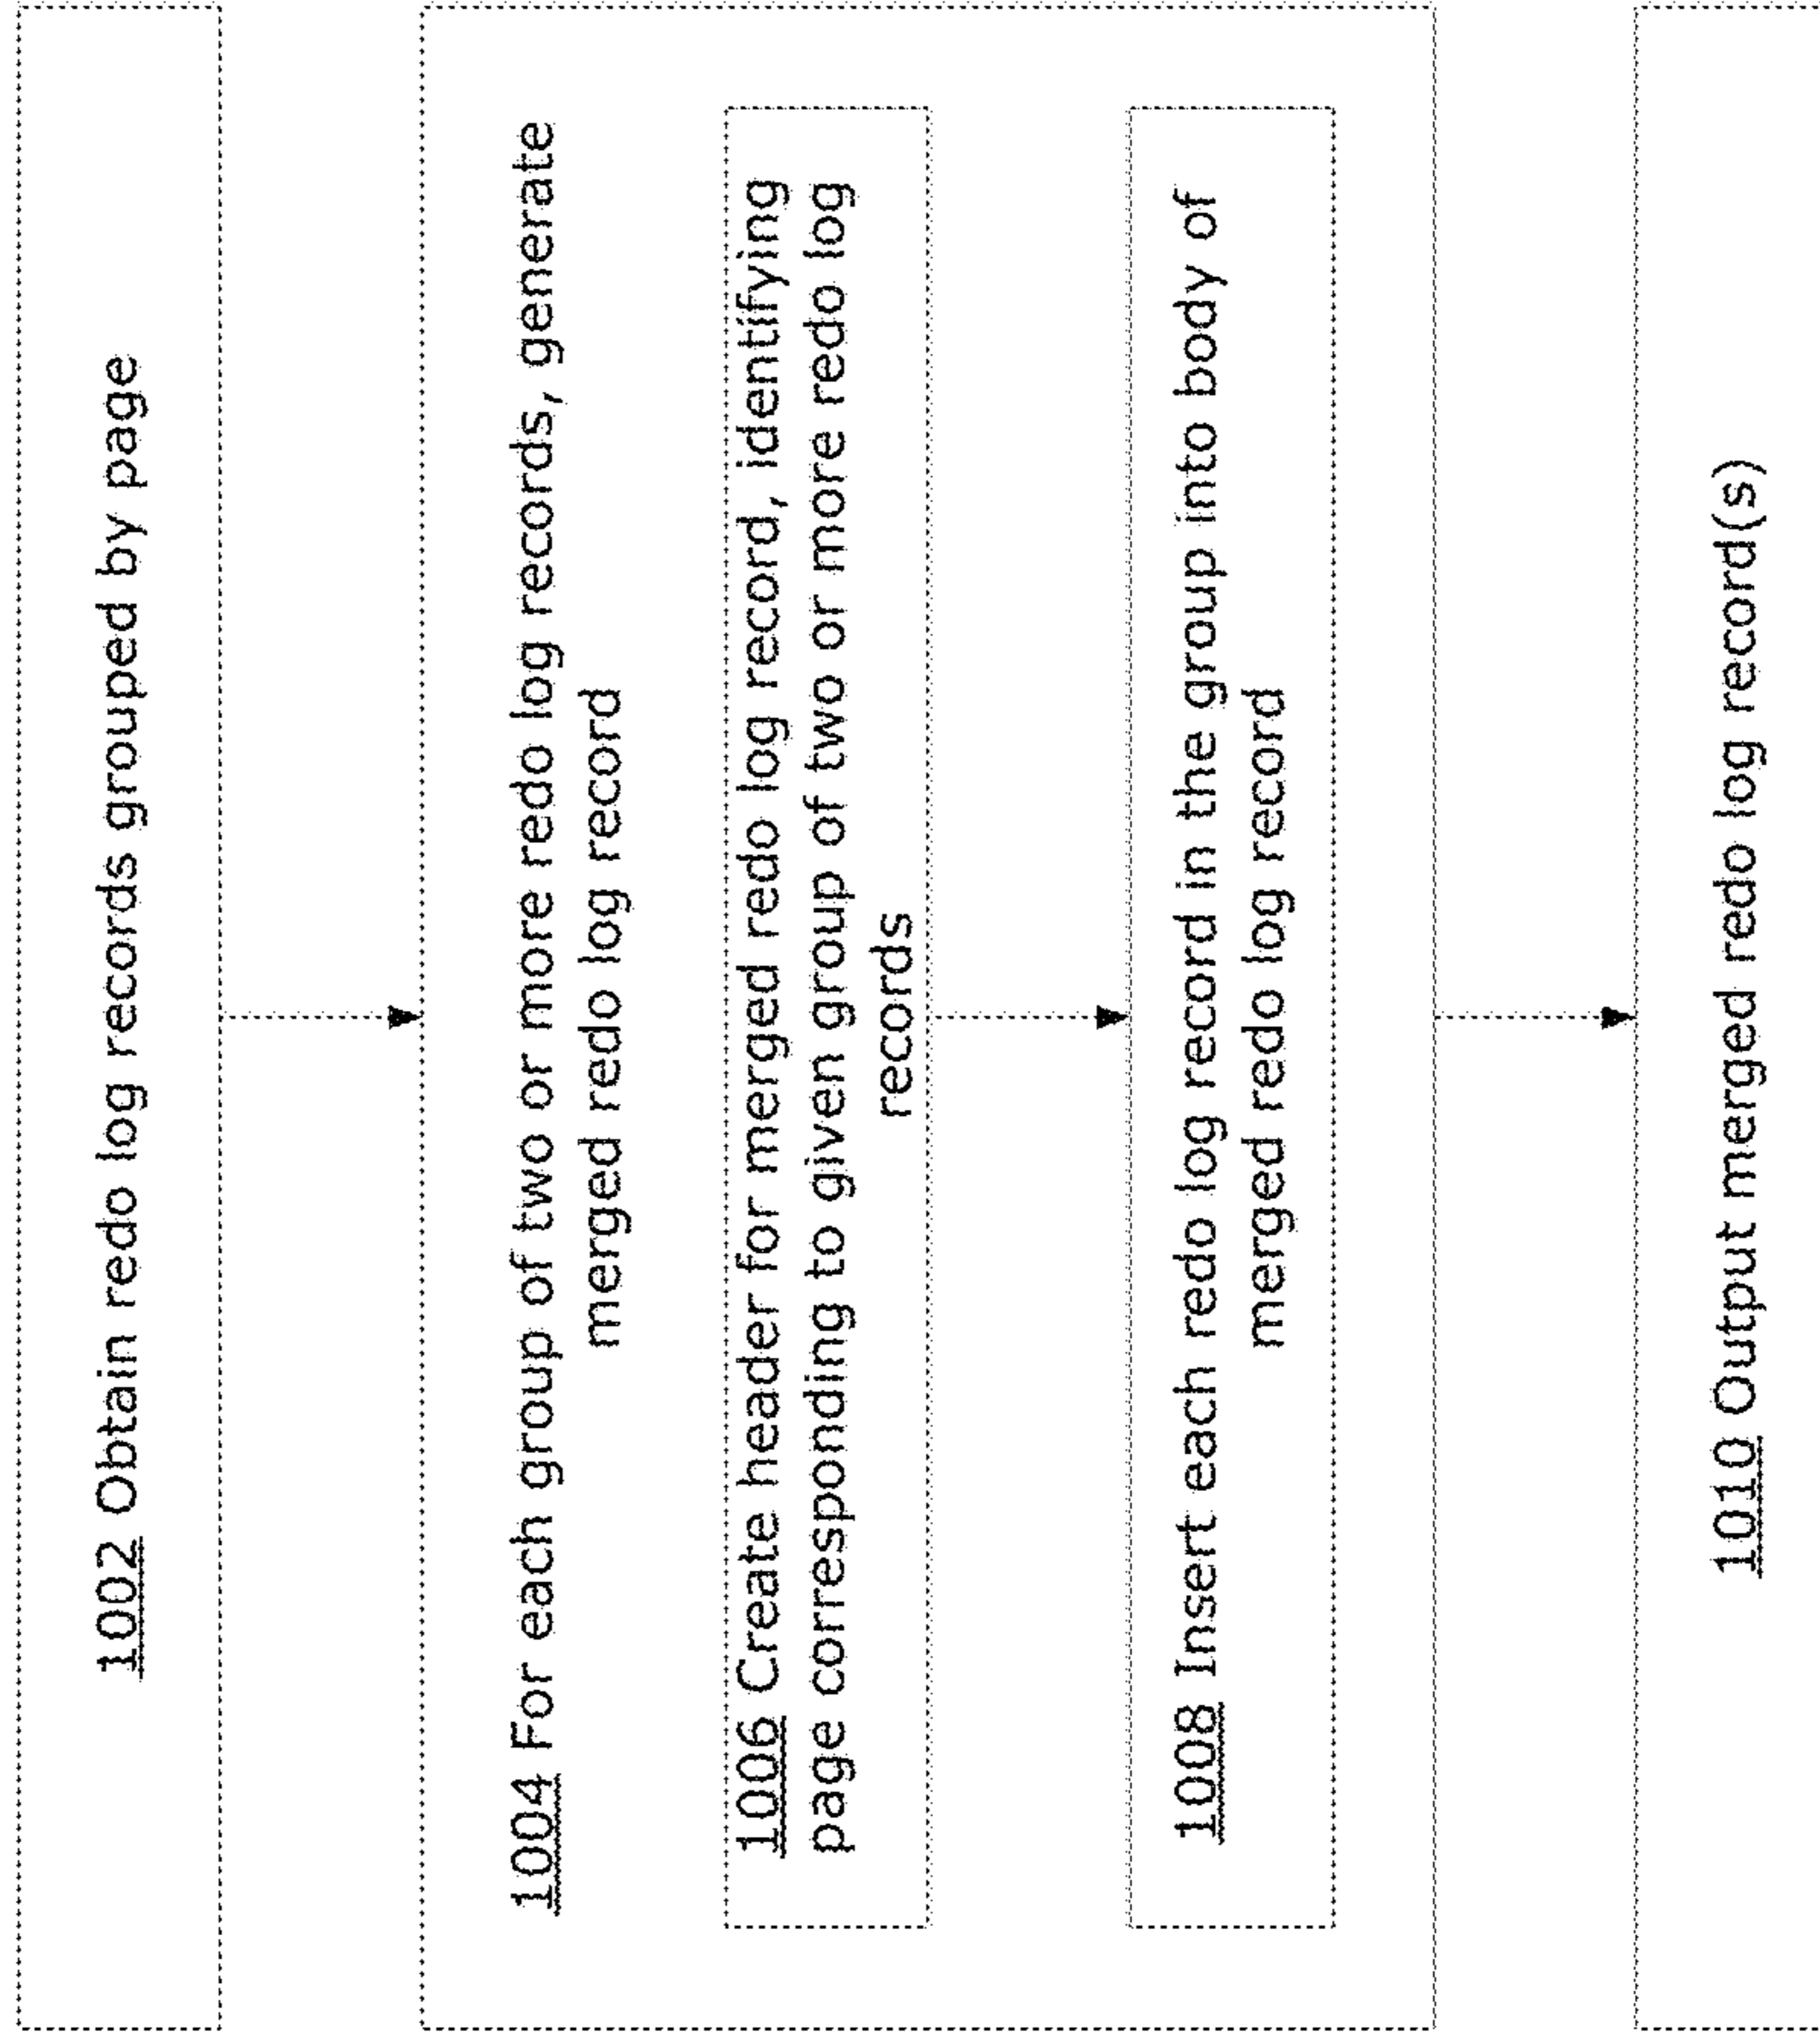 1002 Obtain redo log records grouped by page
1004 For each group of two or more redo log records, generate
merged redo log record
1006 Create header for merged redo log record, identifying
page corresponding to given group of two or more redo log
records
1008 Insert each redo log record in the group into body of
merged redo log record
1010 Output merged redo log record(s)